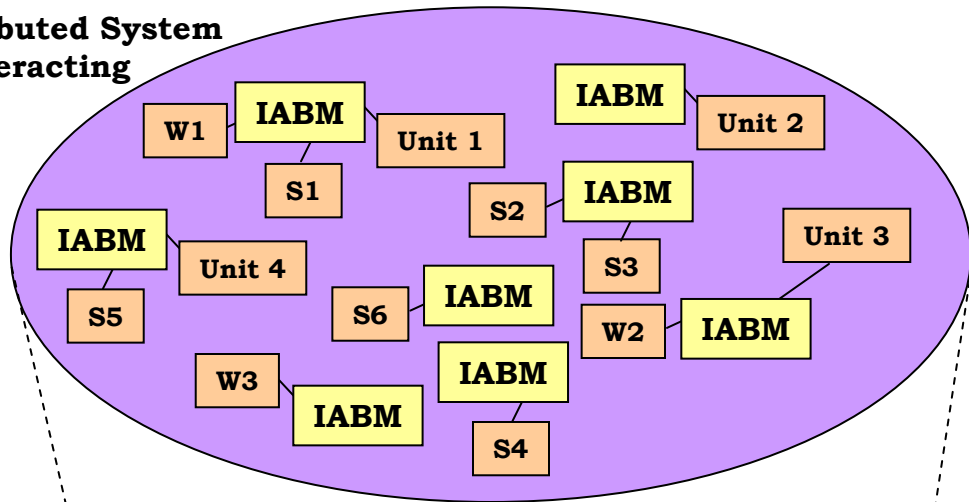 buted System
eracting
IABM
W1
Unit 1
S1
IABM
Unit 2
IABM
S2
S3
IABM
Unit 4
S5
Unit 3
IABM
S6
W2
IABM
W3
IABM
IABM
S4